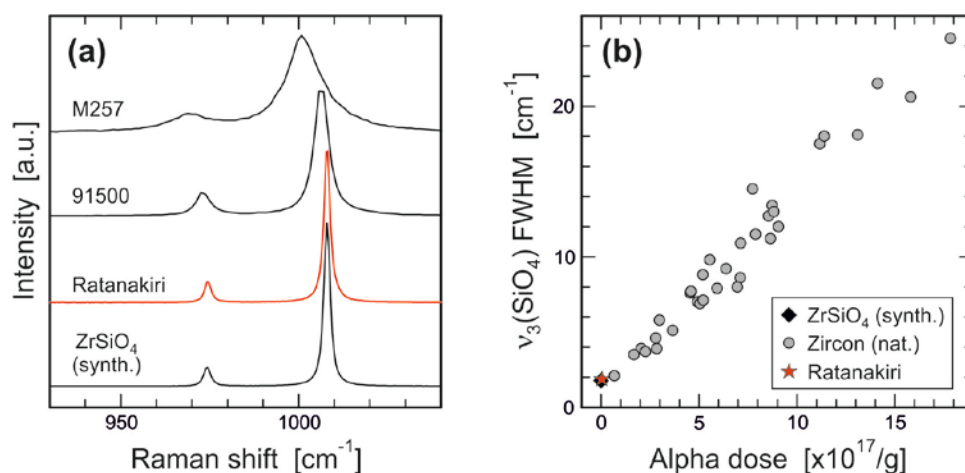 (a)
M257
91500
Ratanakiri
ZrSiO₄
(synth.)
Intensity [a.u.]
950
1000
Raman shift [cm⁻¹]
(b)
ν₃(SiO₄) FWHM [cm⁻¹]
20
10
0
ZrSiO₄ (synth.)
Zircon (nat.)
Ratanakiri
0
5
10
15
Alpha dose [x10¹⁷/g]